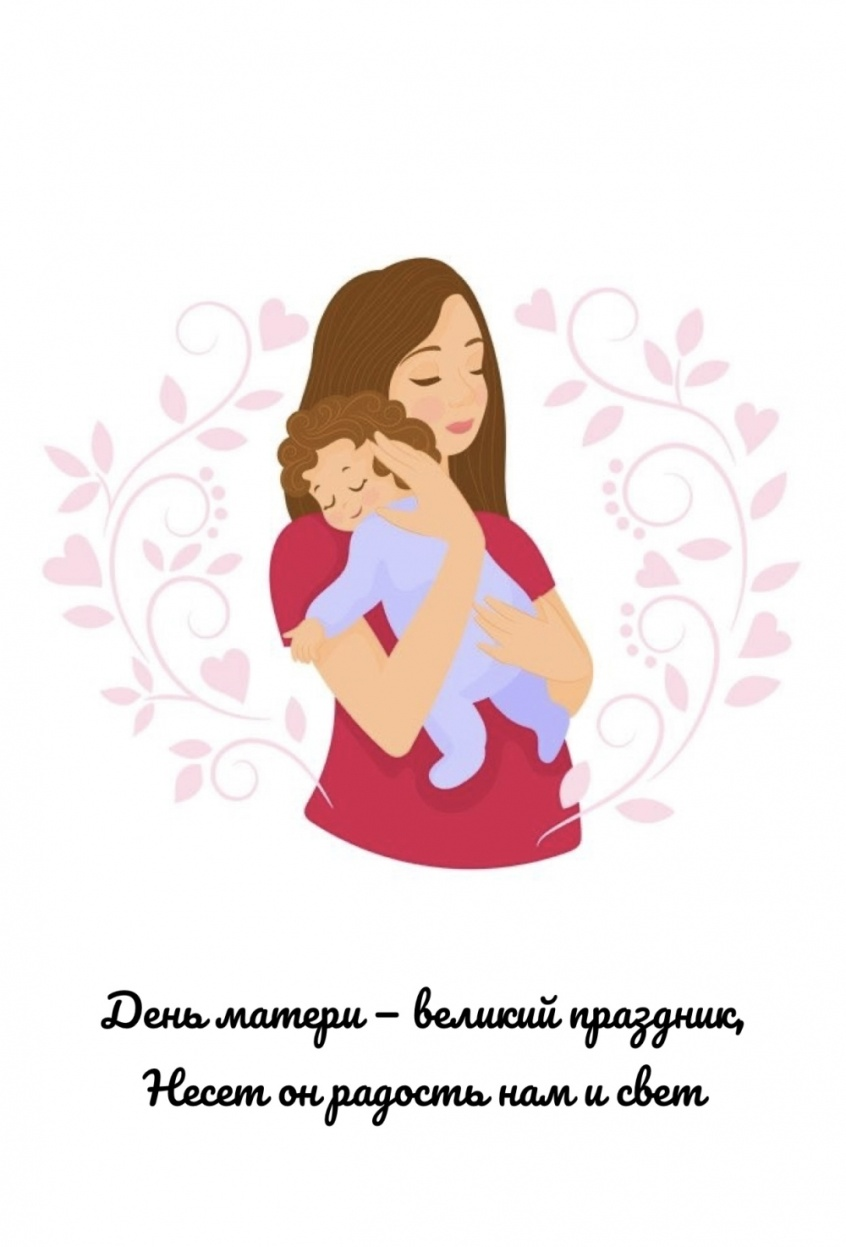 День матери – великий праздник,
Несет он радость нам и свет